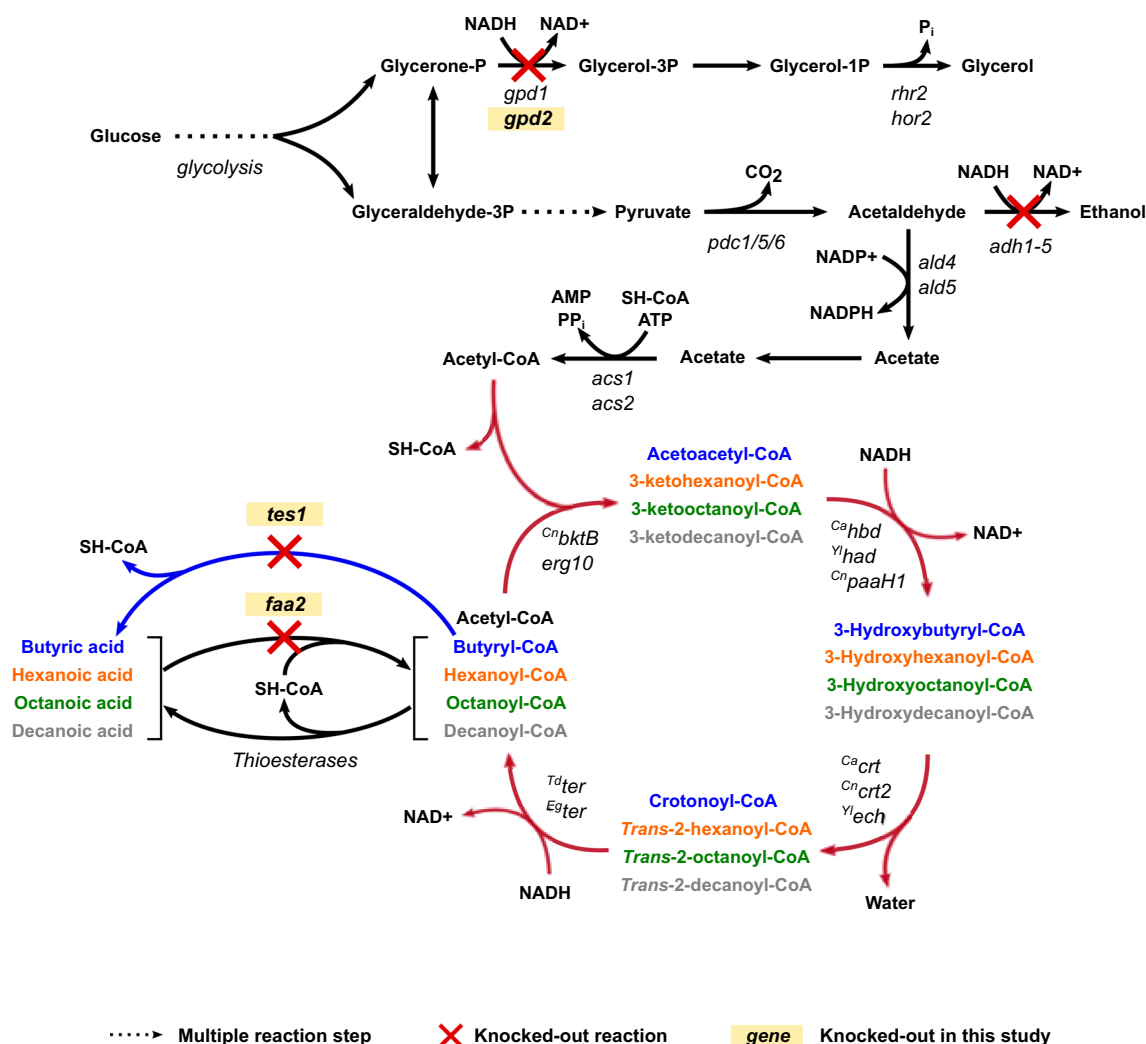 NADH NAD+
Pi
Glycerone-P Glycerol-3P Glycerol-1P Glycerol
gpd1
gpd2
rhr2
hor2
Glucose
glycolysis
Glyceraldehyde-3P Pyruvate Acetaldehyde Ethanol
CO2
NADH NAD+
pdc1/5/6
adh1-5
NADP+
ald4
ald5
NADPH
AMP SH-CoA
PPi ATP
Acetyl-CoA Acetate Acetate
acs1
acs2
SH-CoA
Acetoacetyl-CoA
3-ketohexanoyl-CoA
3-ketooctanoyl-CoA
3-ketodecanoyl-CoA
NADH
NAD+
CnbktB
erg10
Cahbd
Ylhad
CnpaaH1
tes1
SH-CoA
faa2
Acetyl-CoA
Butyric acid Butyryl-CoA
Hexanoic acid Hexanoyl-CoA
Octanoic acid Octanoyl-CoA
Decanoic acid Decanoyl-CoA
SH-CoA
Thioesterases
3-Hydroxybutyryl-CoA
3-Hydroxyhexanoyl-CoA
3-Hydroxyoctanoyl-CoA
3-Hydroxydecanoyl-CoA
Cacrt
Cncrt2
Ylech
Tdter
Egter
NAD+
NADH
Crotonoyl-CoA
Trans-2-hexanoyl-CoA
Trans-2-octanoyl-CoA
Trans-2-decanoyl-CoA
Water
Multiple reaction step Knocked-out reaction gene Knocked-out in this study